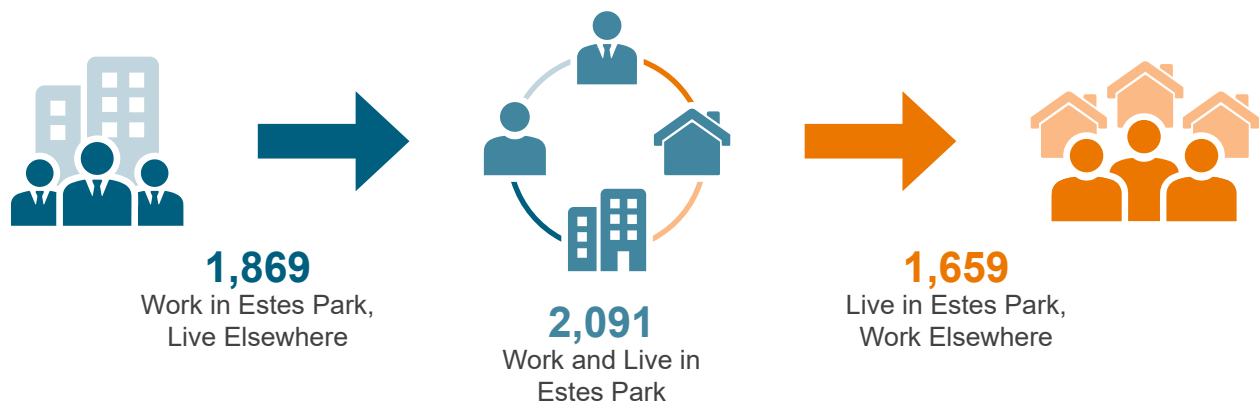 1,869
Work in Estes Park,
Live Elsewhere
2,091
Work and Live in
Estes Park
1,659
Live in Estes Park,
Work Elsewhere